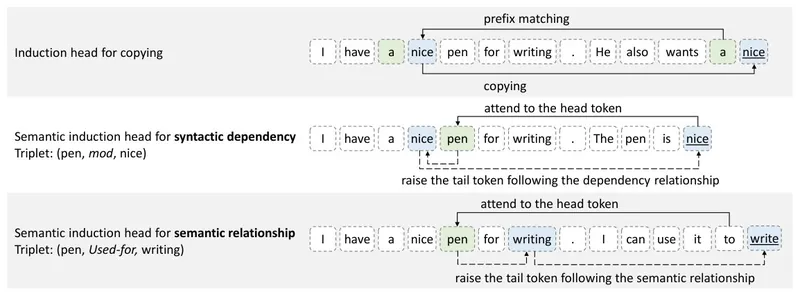 prefix matching
Induction head for copying
I have a nice pen for writing . He also wants a nice
copying
attend to the head token
Semantic induction head for syntactic dependency
Triplet: (pen, mod, nice)
I have a nice pen for writing . The pen is nice
raise the tail token following the dependency relationship
attend to the head token
Semantic induction head for semantic relationship
Triplet: (pen, Used-for, writing)
I have a nice pen for writing . I can use it to write
raise the tail token following the semantic relationship